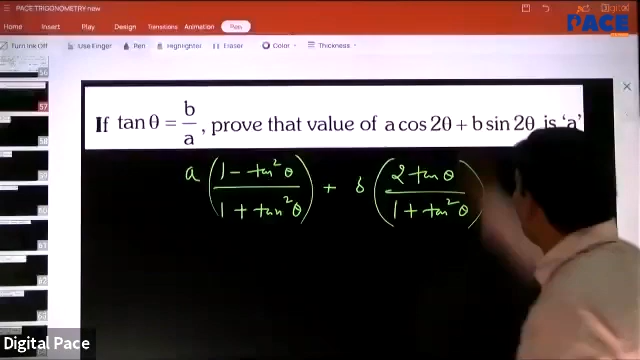 PACE TRIGONOMETRY new
Home Insert Play Design Transitions Animation Pen
PACE
Turn Ink Off Use Finger Pen Highlighter Eraser Color Thickness
56
57
If tan θ = b/a, prove that value of a cos 2θ + b sin 2θ is 'a'
a (1 - tan²θ / 1 + tan²θ) + b (2 tan θ / 1 + tan²θ)
Digital Pace